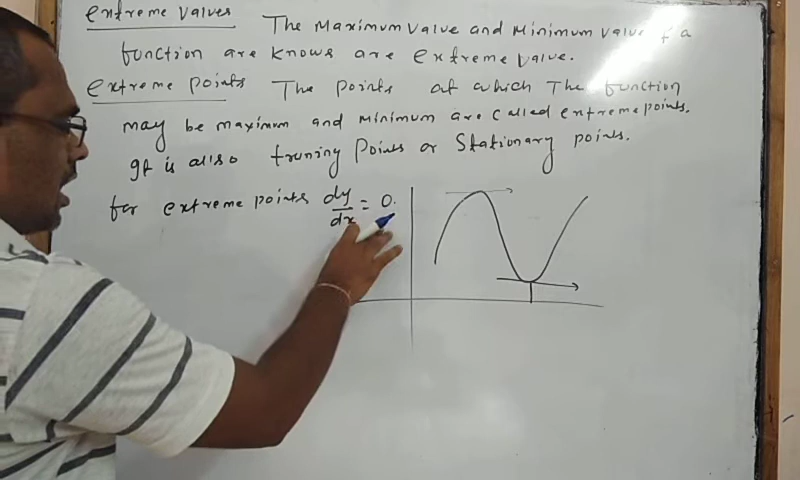 extreme values The maximum value and minimum value of a
function are knows are extreme value.
extreme points The points at which The function
may be maximum and minimum are called extreme points.
It is also truning Points or Stationary points.
for extreme points dy/dx = 0.